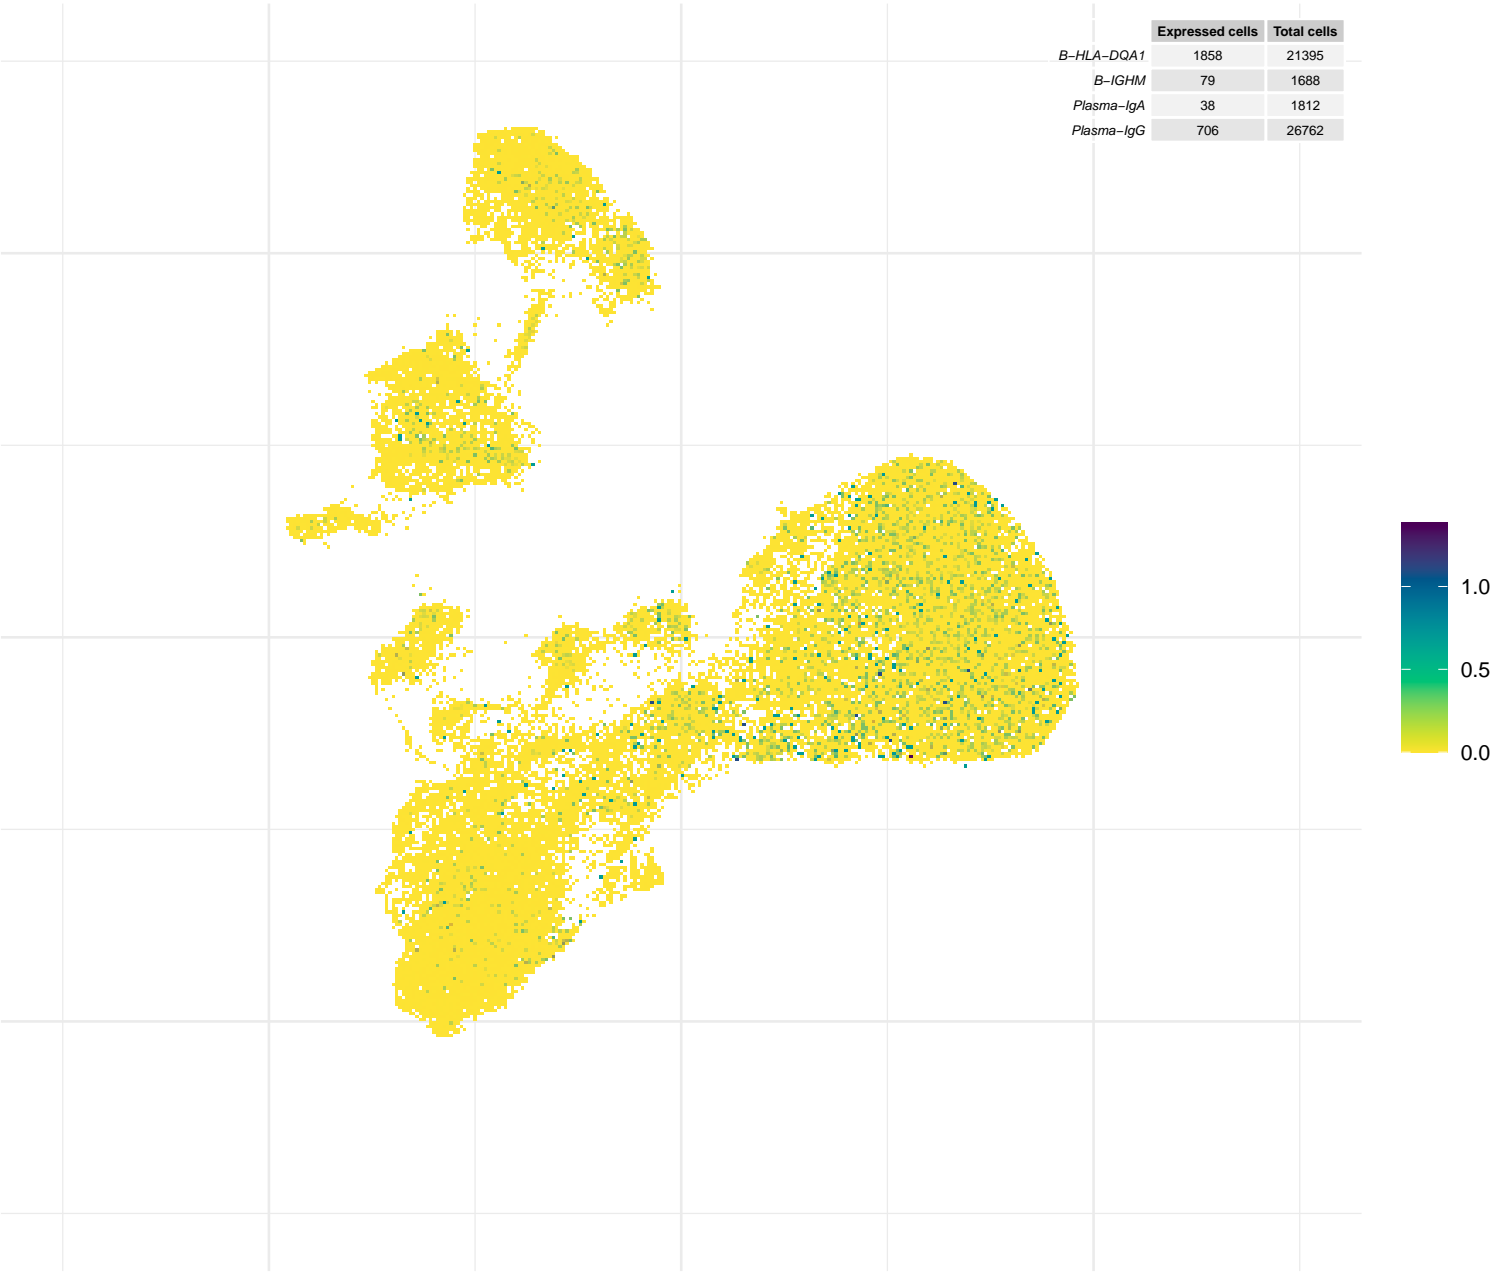 Expressed cells Total cells
B−HLA−DQA1 1858 21395
B−IGHM 79 1688
Plasma−IgA 38 1812
Plasma−IgG 706 26762
1.0
0.5
0.0